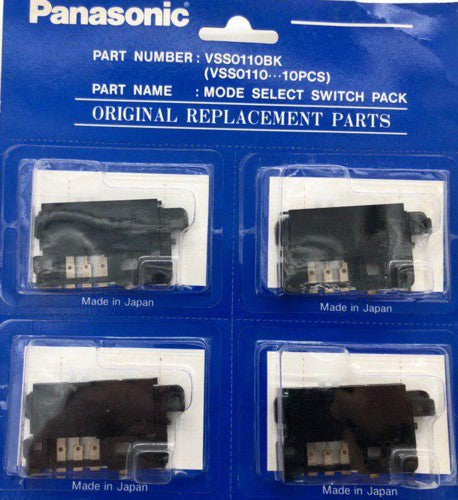 Panasonic
PART NUMBER : VSS0110BK
(VSS0110···10PCS)
PART NAME : MODE SELECT SWITCH PACK
ORIGINAL REPLACEMENT PARTS
Made in Japan
Made in Japan
Made in Japan
Made in Japan